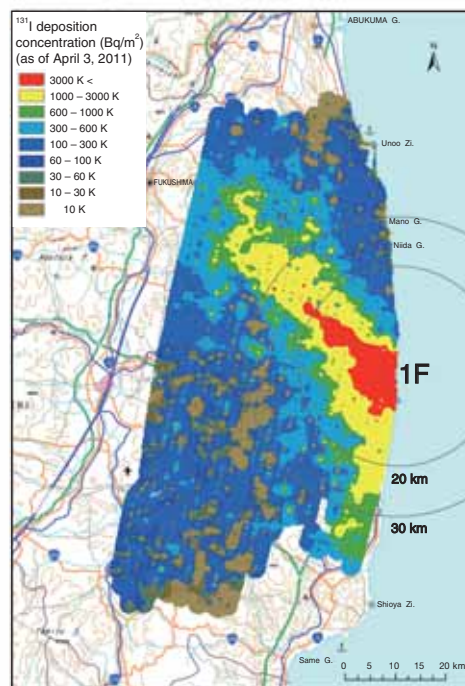 131I deposition
concentration (Bq/m2)
(as of April 3, 2011)
3000 K <
1000 – 3000 K
600 – 1000 K
300 – 600 K
100 – 300 K
60 – 100 K
30 – 60 K
10 – 30 K
10 K
ABUKUMA G.
N
Unoo Zi.
FUKUSHIMA
Mano G.
Niida G.
1F
20 km
30 km
Shioya Zi.
Same G.
0 5 10 20